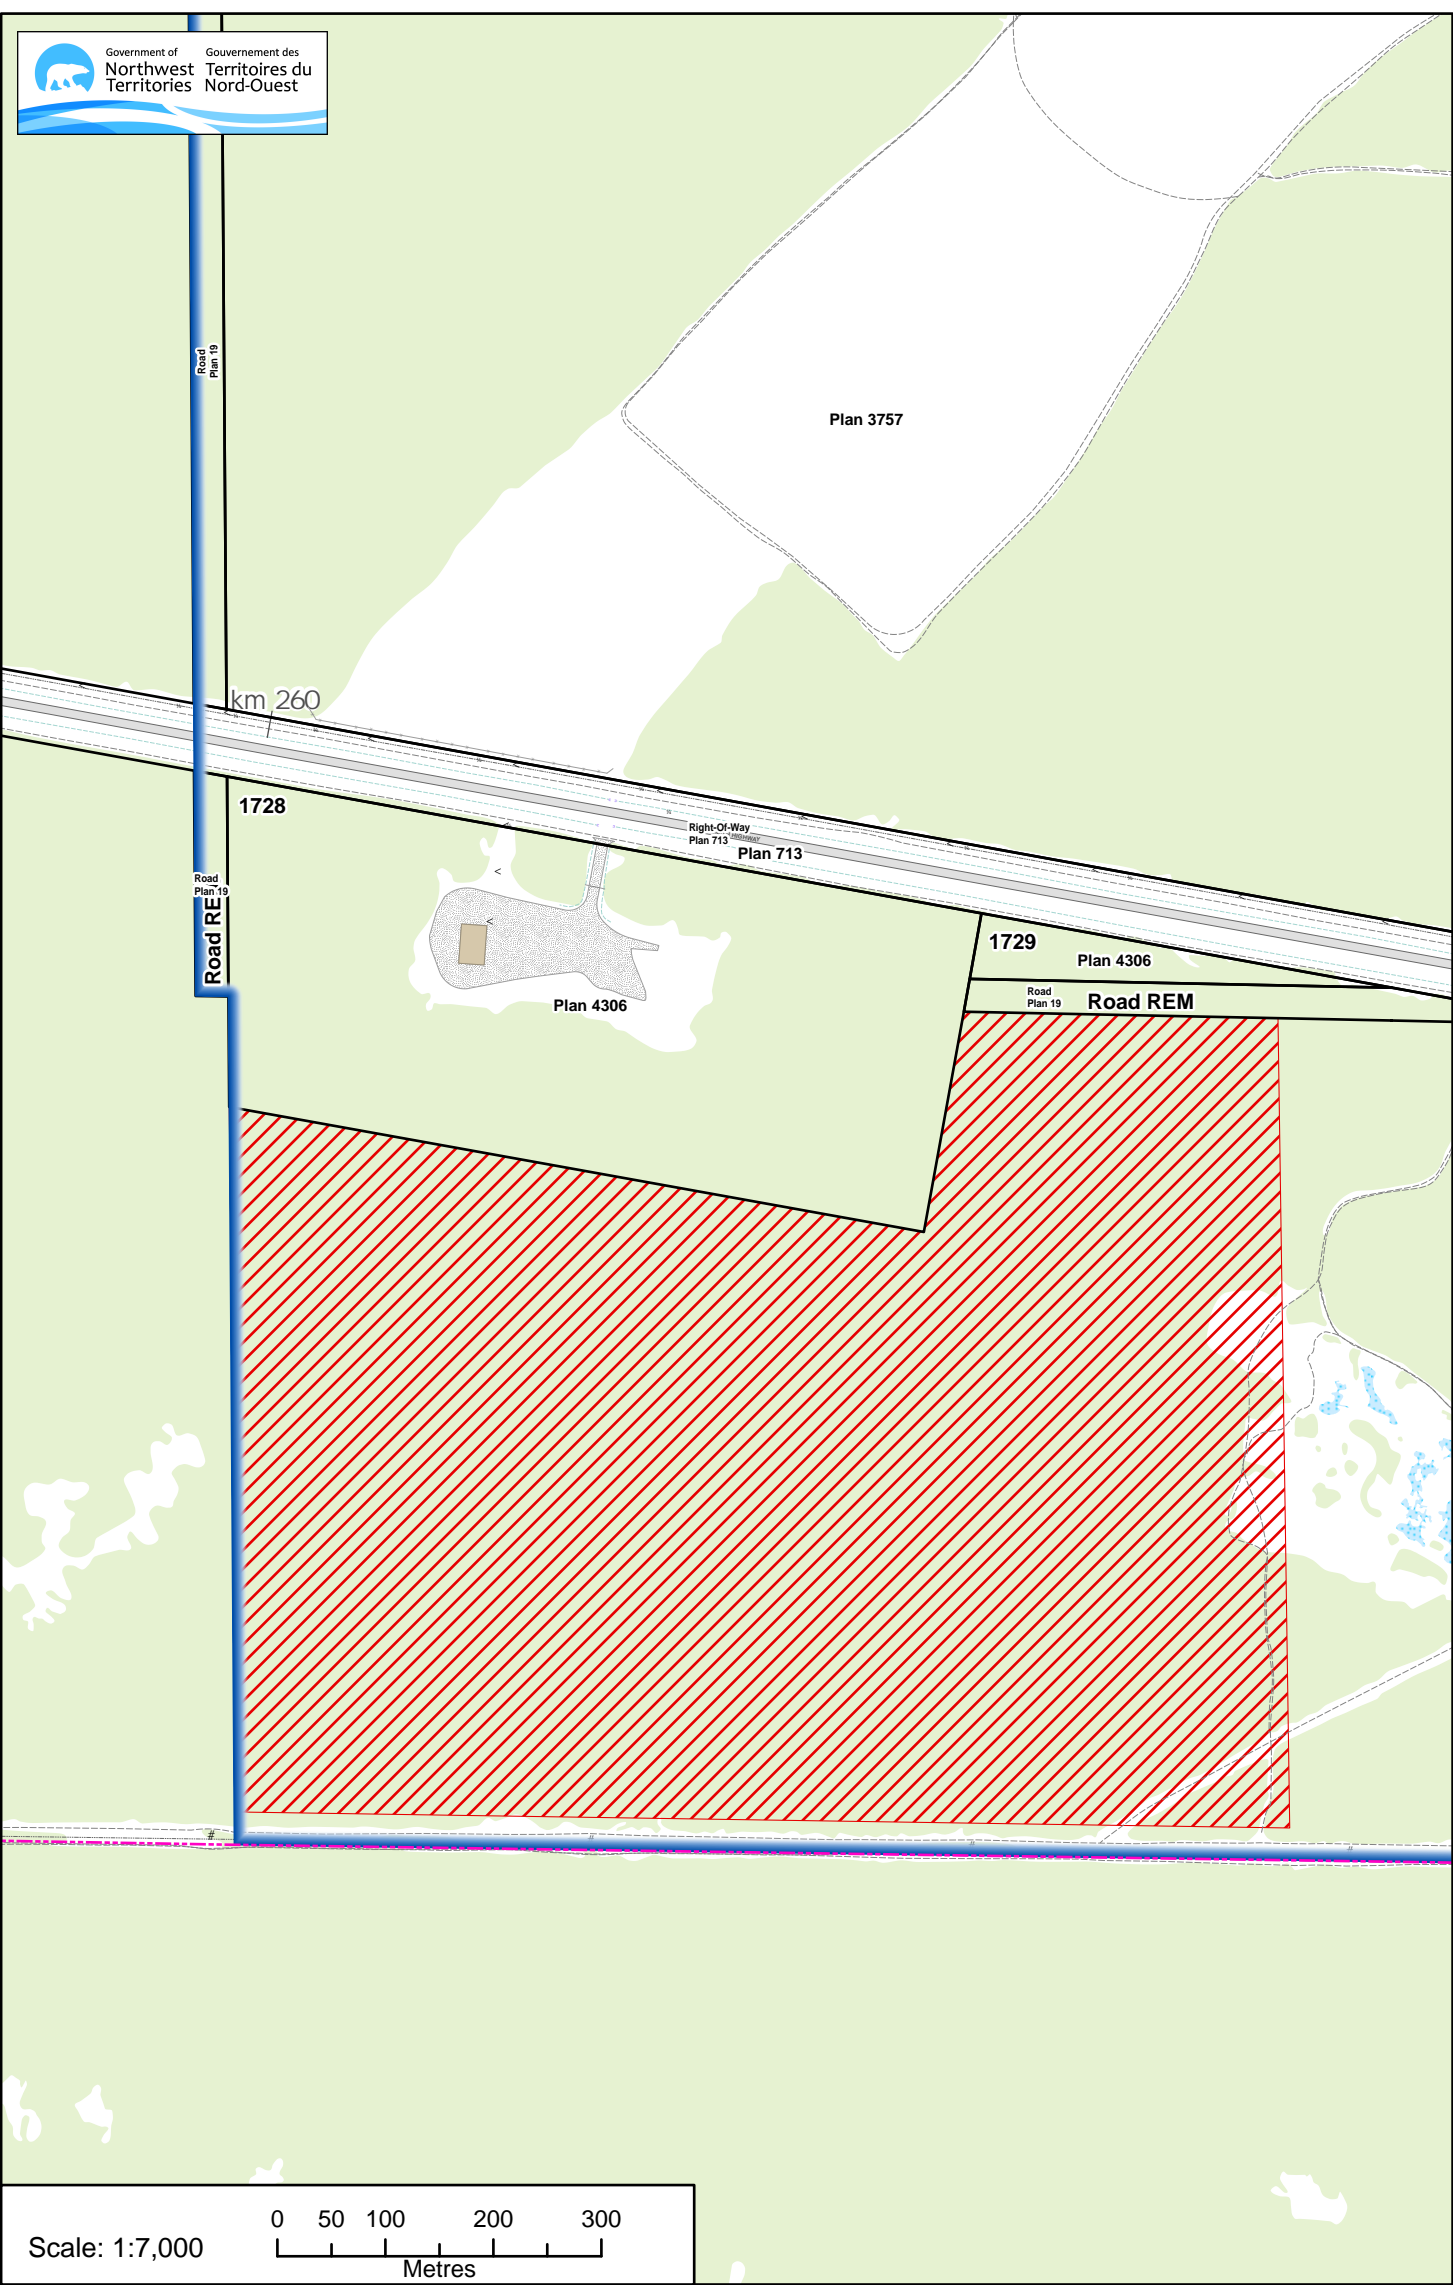 Government of
Northwest
Territories
Gouvernement des
Territoires du
Nord-Ouest
Road
Plan 19
Plan 3757
km 260
1728
Right-Of-Way
Plan 713
HIGHWAY
Plan 713
Road
Plan 19
Road RE
1729
Plan 4306
Road
Plan 19
Road REM
Plan 4306
Scale: 1:7,000
0 50 100 200 300
Metres